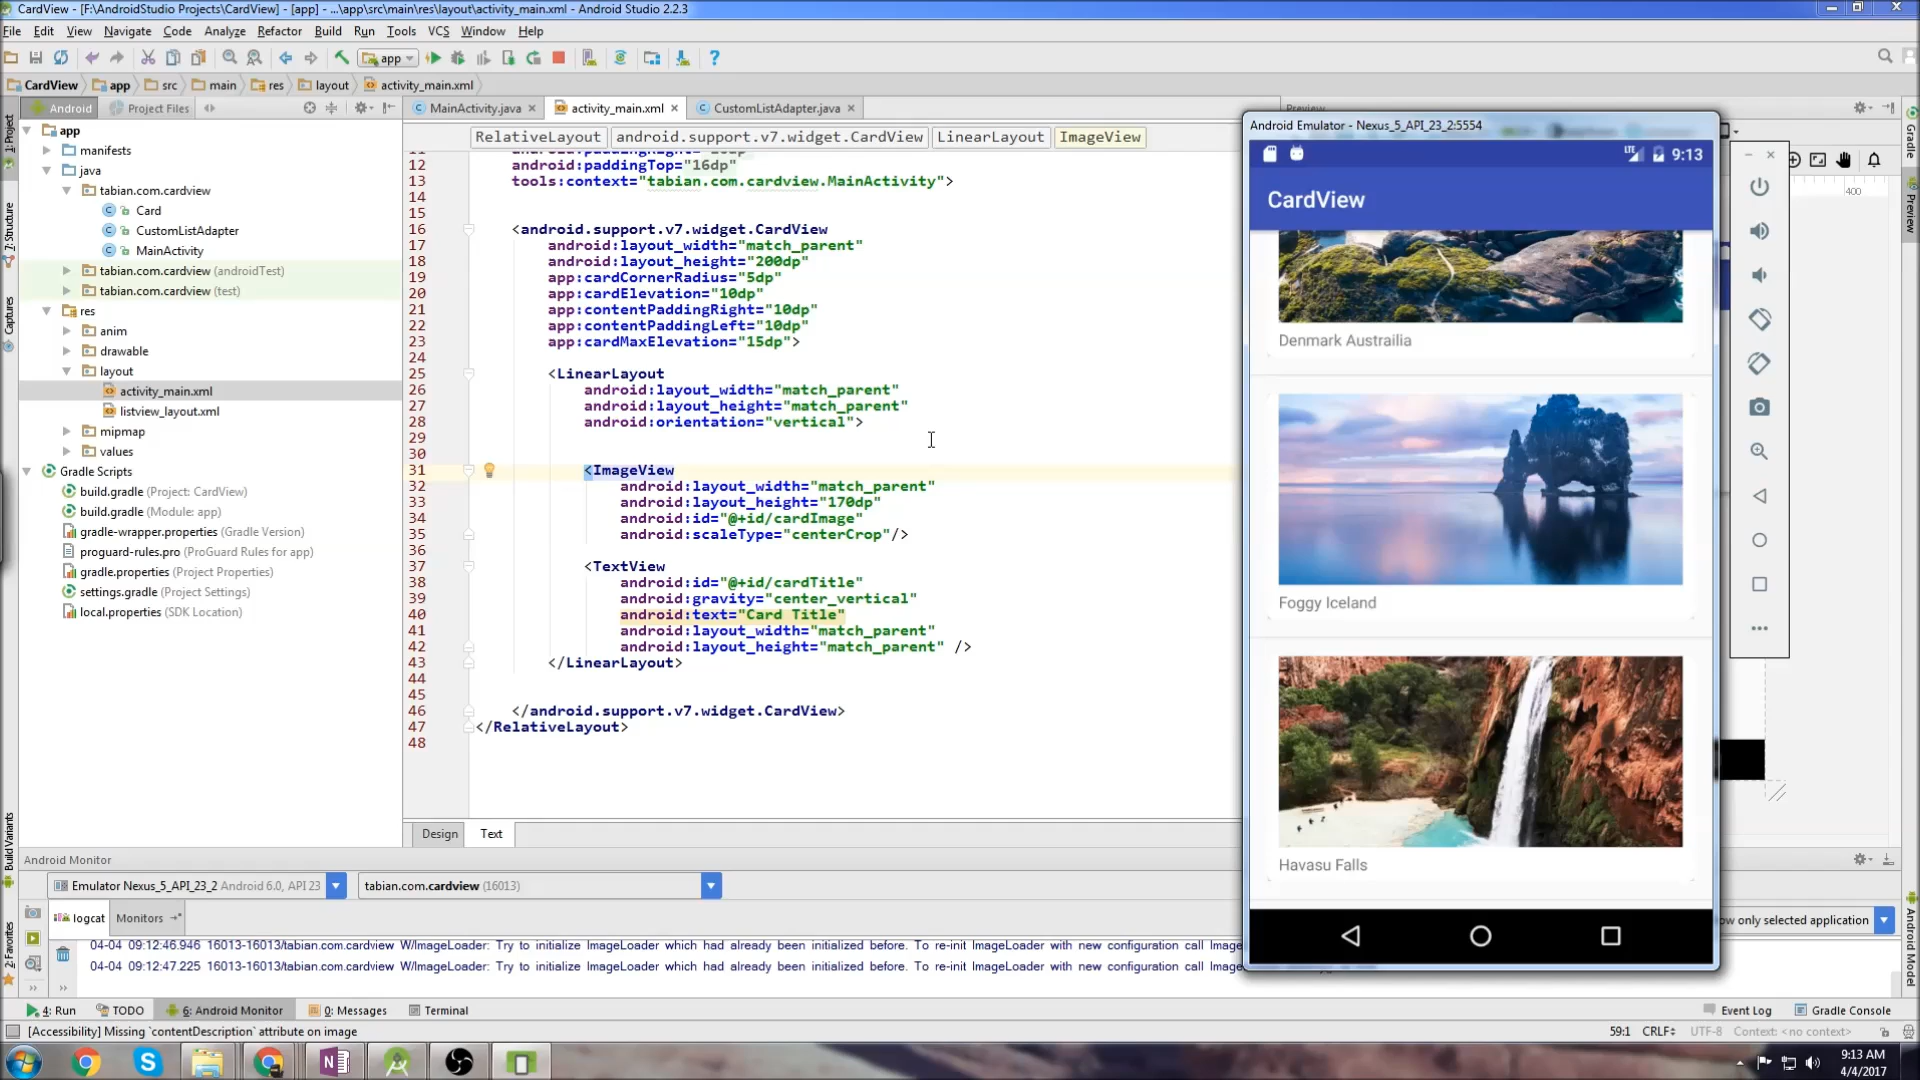 CardView - [F:\AndroidStudio Projects\CardView] - [app] - ...\app\src\main\res\layout\activity_main.xml - Android Studio 2.2.3
File Edit View Navigate Code Analyze Refactor Build Run Tools VCS Window Help
app
CardView app src main res layout activity_main.xml
Android Project Files
MainActivity.java activity_main.xml CustomListAdapter.java
Preview
RelativeLayout android.support.v7.widget.CardView LinearLayout ImageView
1: Project
7: Structure
Captures
Build Variants
2: Favorites
app
manifests
java
tabian.com.cardview
Card
CustomListAdapter
MainActivity
tabian.com.cardview (androidTest)
tabian.com.cardview (test)
res
anim
drawable
layout
activity_main.xml
listview_layout.xml
mipmap
values
Gradle Scripts
build.gradle (Project: CardView)
build.gradle (Module: app)
gradle-wrapper.properties (Gradle Version)
proguard-rules.pro (ProGuard Rules for app)
gradle.properties (Project Properties)
settings.gradle (Project Settings)
local.properties (SDK Location)
12 android:paddingTop="16dp"
13 tools:context="tabian.com.cardview.MainActivity">
14
15
16 <android.support.v7.widget.CardView
17 android:layout_width="match_parent"
18 android:layout_height="200dp"
19 app:cardCornerRadius="5dp"
20 app:cardElevation="10dp"
21 app:contentPaddingRight="10dp"
22 app:contentPaddingLeft="10dp"
23 app:cardMaxElevation="15dp">
24
25 <LinearLayout
26 android:layout_width="match_parent"
27 android:layout_height="match_parent"
28 android:orientation="vertical">
29
30
31 <ImageView
32 android:layout_width="match_parent"
33 android:layout_height="170dp"
34 android:id="@+id/cardImage"
35 android:scaleType="centerCrop"/>
36
37 <TextView
38 android:id="@+id/cardTitle"
39 android:gravity="center_vertical"
40 android:text="Card Title"
41 android:layout_width="match_parent"
42 android:layout_height="match_parent" />
43 </LinearLayout>
44
45
46 </android.support.v7.widget.CardView>
47 </RelativeLayout>
48
Design Text
Android Emulator - Nexus_5_API_23_2:5554
LTE 9:13
CardView
Denmark Austrailia
Foggy Iceland
Havasu Falls
400
Gradle
Preview
Android Model
Android Monitor
Emulator Nexus_5_API_23_2 Android 6.0, API 23
tabian.com.cardview (16013)
ow only selected application
logcat Monitors
04-04 09:12:46.946 16013-16013/tabian.com.cardview W/ImageLoader: Try to initialize ImageLoader which had already been initialized before. To re-init ImageLoader with new configuration call Image
04-04 09:12:47.225 16013-16013/tabian.com.cardview W/ImageLoader: Try to initialize ImageLoader which had already been initialized before. To re-init ImageLoader with new configuration call Image
4: Run TODO 6: Android Monitor 0: Messages Terminal Event Log Gradle Console
[Accessibility] Missing `contentDescription` attribute on image
59:1 CRLF UTF-8 Context: <no context>
9:13 AM
4/4/2017